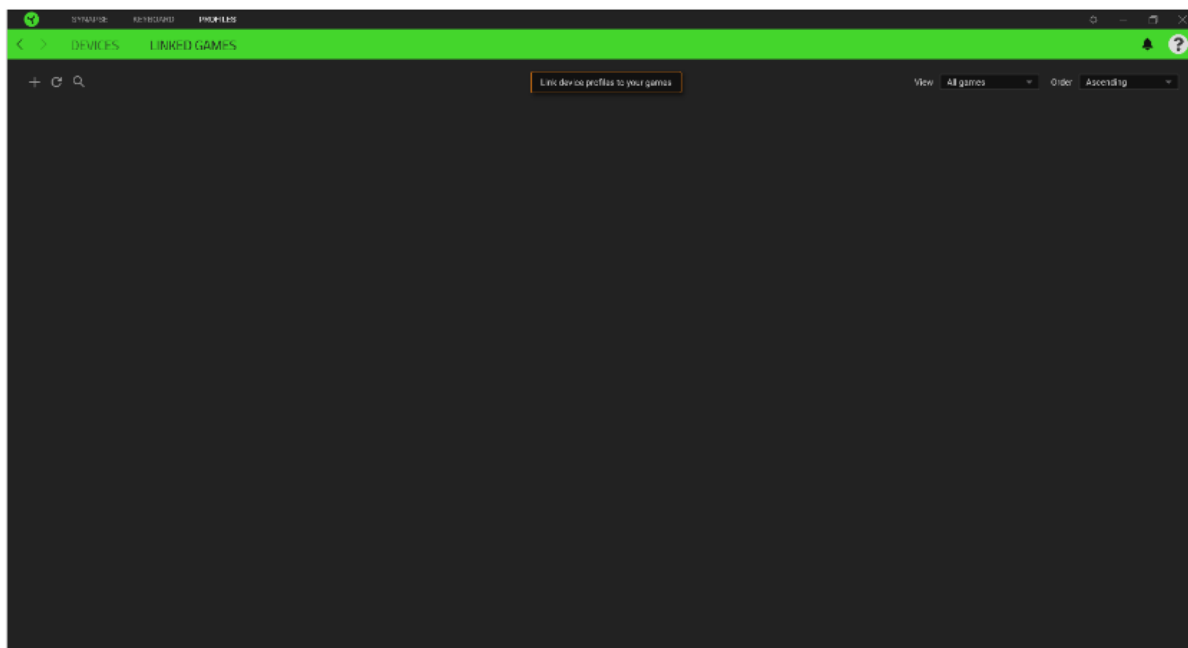 SYNAPSE KEYBOARD PROFILES
DEVICES LINKED GAMES ?
Link device profiles to your games View All games Order Ascending